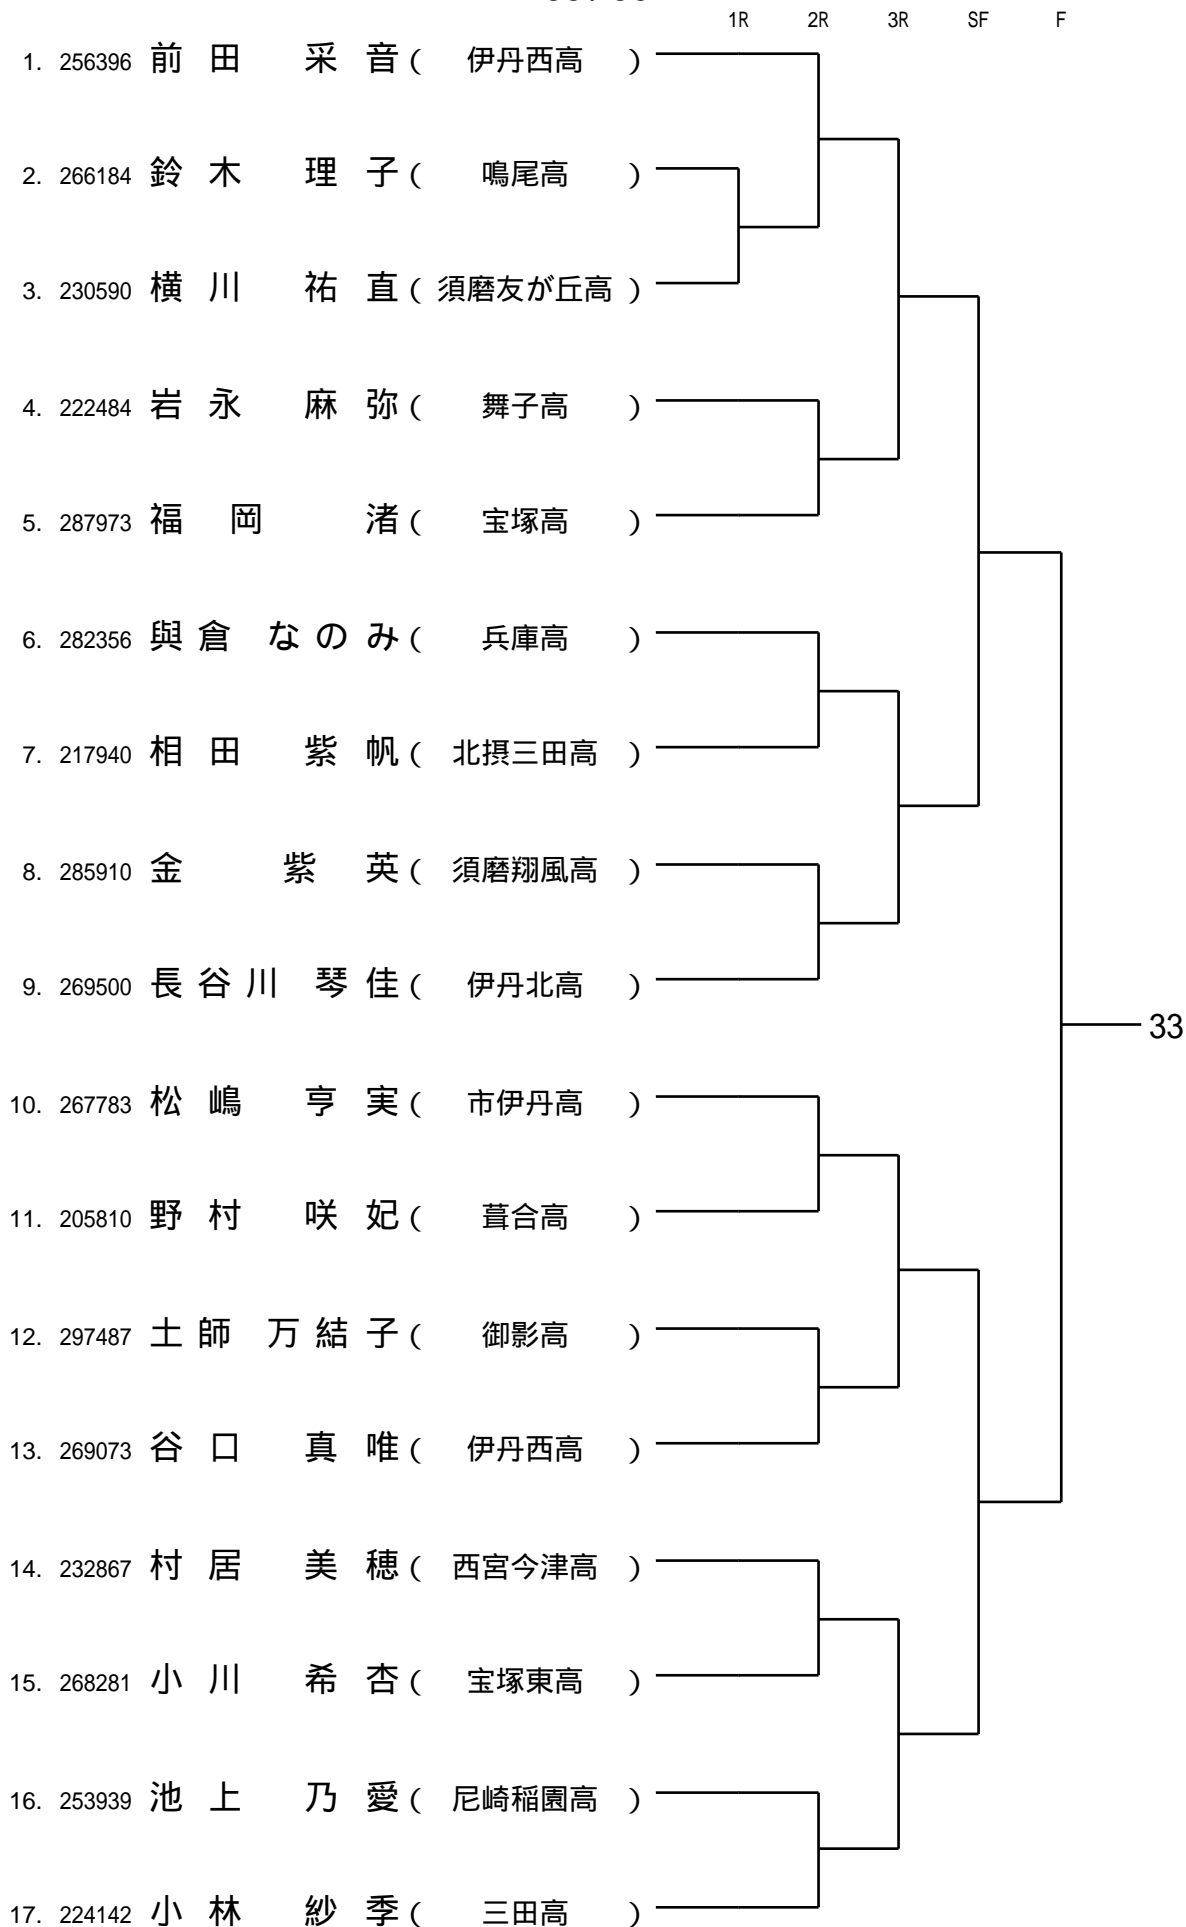 1R 2R 3R SF F
1. 256396 前田 采音 ( 伊丹西高 )
2. 266184 鈴木 理子 ( 鳴尾高 )
3. 230590 横川 祐直 ( 須磨友が丘高 )
4. 222484 岩永 麻弥 ( 舞子高 )
5. 287973 福岡 渚 ( 宝塚高 )
6. 282356 與倉 なのみ ( 兵庫高 )
7. 217940 相田 紫帆 ( 北摂三田高 )
8. 285910 金 紫英 ( 須磨翔風高 )
9. 269500 長谷川 琴佳 ( 伊丹北高 )
33
10. 267783 松嶋 亨実 ( 市伊丹高 )
11. 205810 野村 咲妃 ( 葺合高 )
12. 297487 土師 万結子 ( 御影高 )
13. 269073 谷口 真唯 ( 伊丹西高 )
14. 232867 村居 美穂 ( 西宮今津高 )
15. 268281 小川 希杏 ( 宝塚東高 )
16. 253939 池上 乃愛 ( 尼崎稲園高 )
17. 224142 小林 紗季 ( 三田高 )